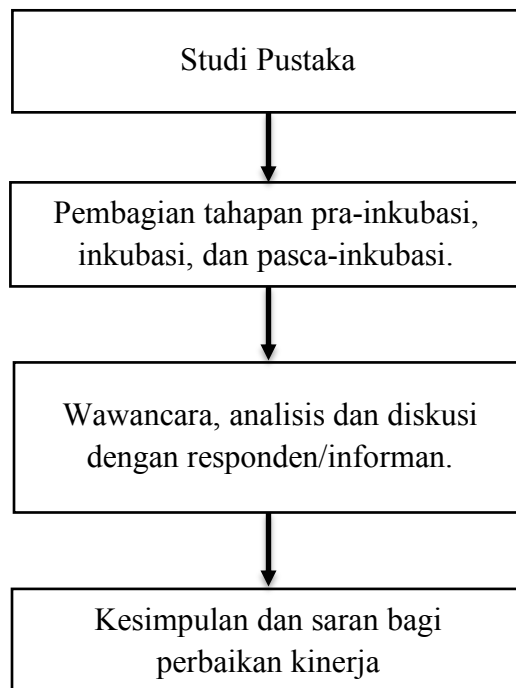 Studi Pustaka
Pembagian tahapan pra-inkubasi,
inkubasi, dan pasca-inkubasi.
Wawancara, analisis dan diskusi
dengan responden/informan.
Kesimpulan dan saran bagi
perbaikan kinerja